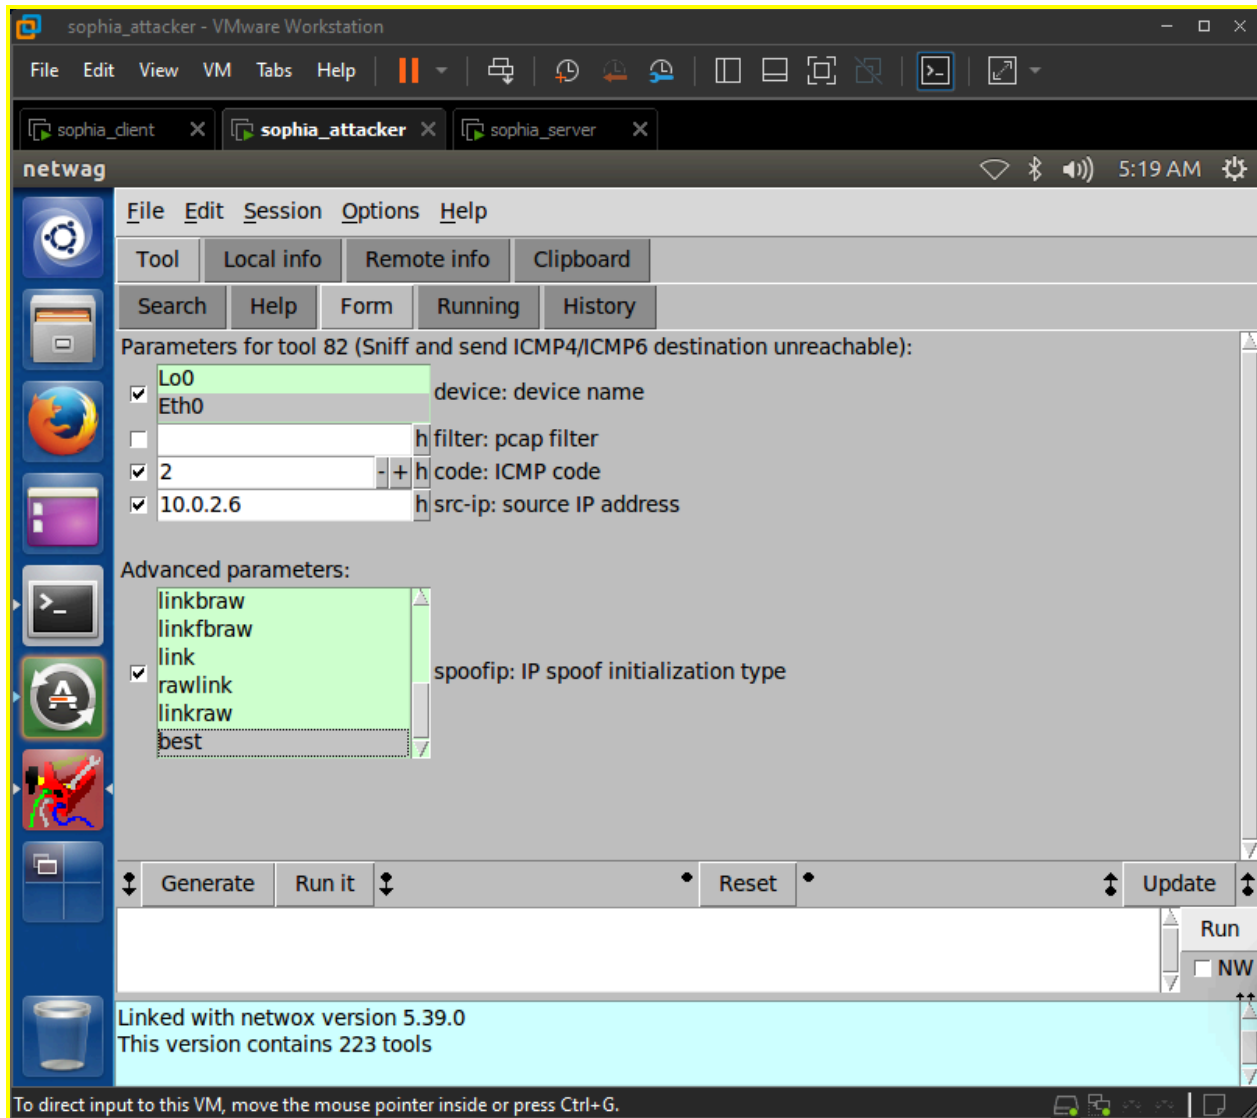 sophia_attacker - VMware Workstation
File Edit View VM Tabs Help
sophia_client sophia_attacker sophia_server
netwag 5:19 AM
File Edit Session Options Help
Tool Local info Remote info Clipboard
Search Help Form Running History
Parameters for tool 82 (Sniff and send ICMP4/ICMP6 destination unreachable):
Lo0
Eth0
device: device name
h filter: pcap filter
2 - + h code: ICMP code
10.0.2.6 h src-ip: source IP address
Advanced parameters:
linkbraw
linkfbraw
link
rawlink
linkraw
best
spoofip: IP spoof initialization type
Generate Run it Reset Update
Run
NW
Linked with netwox version 5.39.0
This version contains 223 tools
To direct input to this VM, move the mouse pointer inside or press Ctrl+G.